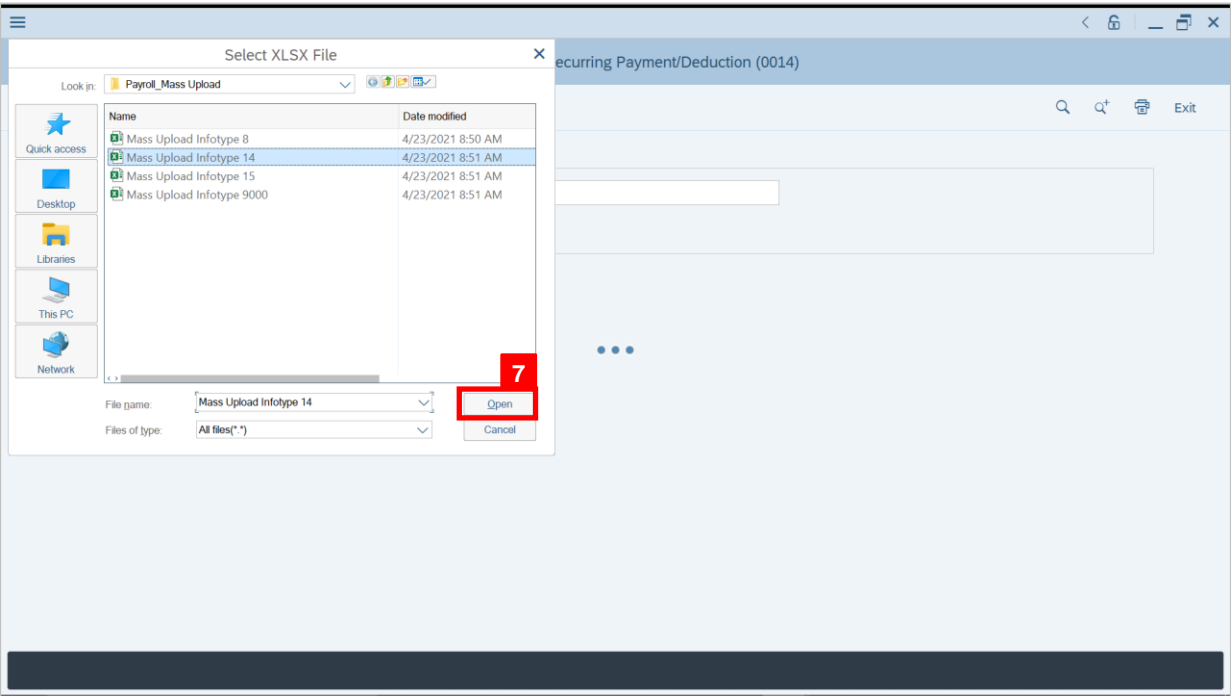 Select XLSX File
ecurring Payment/Deduction (0014)
Look in:
Payroll_Mass Upload
Exit
Name
Date modified
Quick access
Mass Upload Infotype 8
4/23/2021 8:50 AM
Mass Upload Infotype 14
4/23/2021 8:51 AM
Mass Upload Infotype 15
4/23/2021 8:51 AM
Mass Upload Infotype 9000
4/23/2021 8:51 AM
Desktop
Libraries
This PC
Network
7
File name:
Mass Upload Infotype 14
Open
Files of type:
All files(*.*)
Cancel